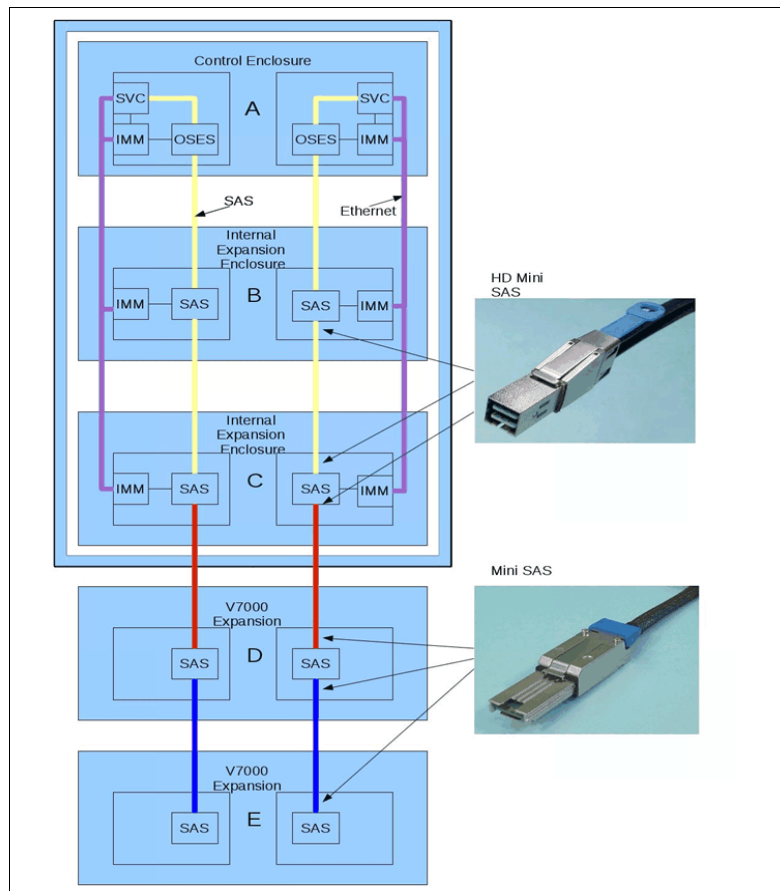 Control Enclosure
SVC
A
SVC
IMM
OSES
OSES
IMM
SAS
Ethernet
Internal
Expansion
Enclosure
B
IMM
SAS
SAS
IMM
HD Mini
SAS
Internal
Expansion
Enclosure
C
IMM
SAS
SAS
IMM
Mini SAS
V7000
Expansion
D
SAS
SAS
V7000
Expansion
E
SAS
SAS